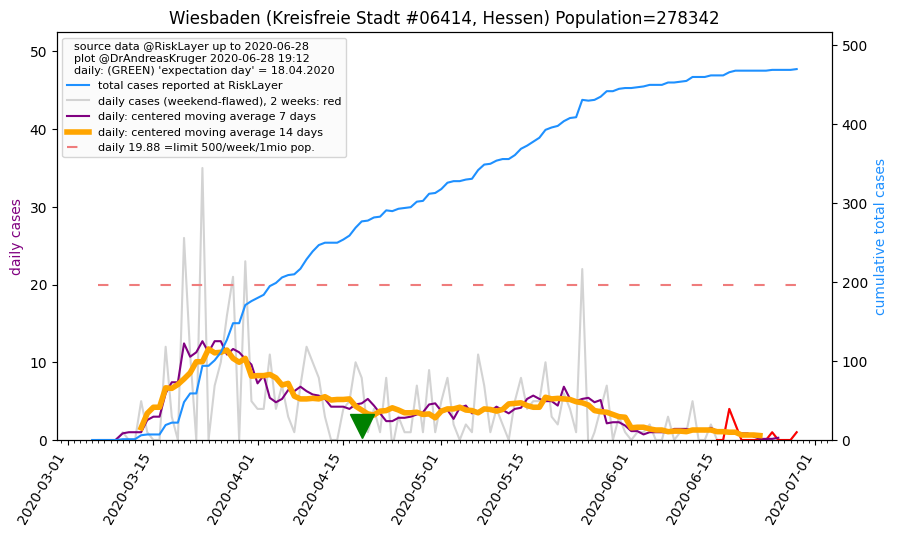 Wiesbaden (Kreisfreie Stadt #06414, Hessen) Population=278342
source data @RiskLayer up to 2020-06-28
plot @DrAndreasKruger 2020-06-28 19:12
daily: (GREEN) 'expectation day' = 18.04.2020
total cases reported at RiskLayer
daily cases (weekend-flawed), 2 weeks: red
daily: centered moving average 7 days
daily: centered moving average 14 days
daily 19.88 =limit 500/week/1mio pop.
daily cases
50
40
30
20
10
0
cumulative total cases
500
400
300
200
100
0
2020-03-01
2020-03-15
2020-04-01
2020-04-15
2020-05-01
2020-05-15
2020-06-01
2020-06-15
2020-07-01